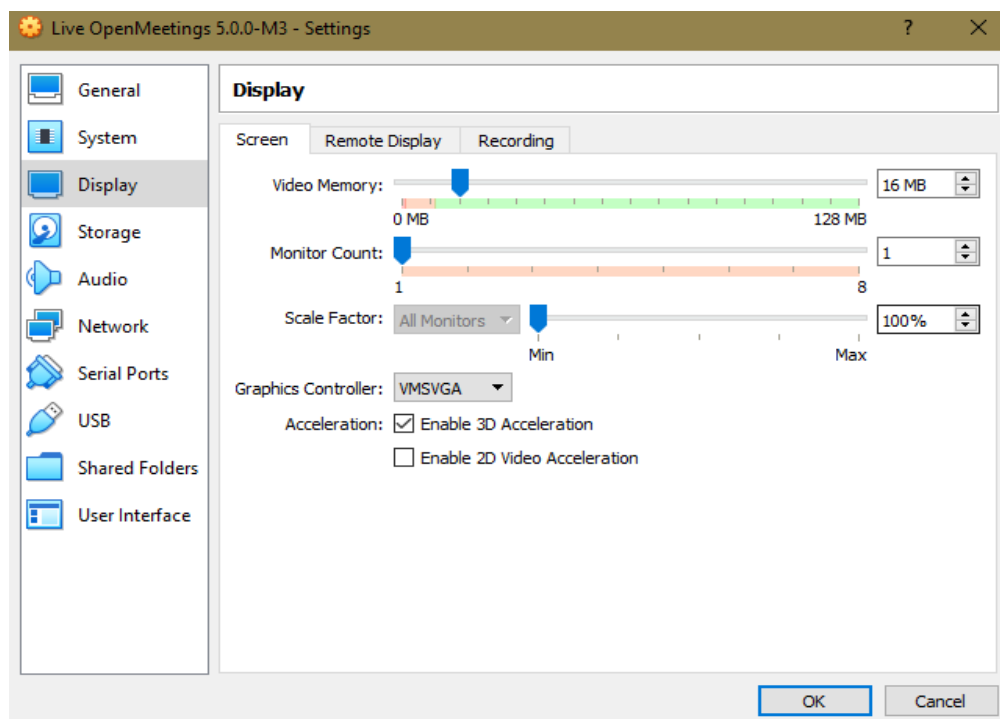 Live OpenMeetings 5.0.0-M3 - Settings ?
General
System
Display
Storage
Audio
Network
Serial Ports
USB
Shared Folders
User Interface
Display
Screen Remote Display Recording
Video Memory: 16 MB
0 MB 128 MB
Monitor Count: 1
1 8
Scale Factor: All Monitors 100%
Min Max
Graphics Controller: VMSVGA
Acceleration: Enable 3D Acceleration
Enable 2D Video Acceleration
OK Cancel